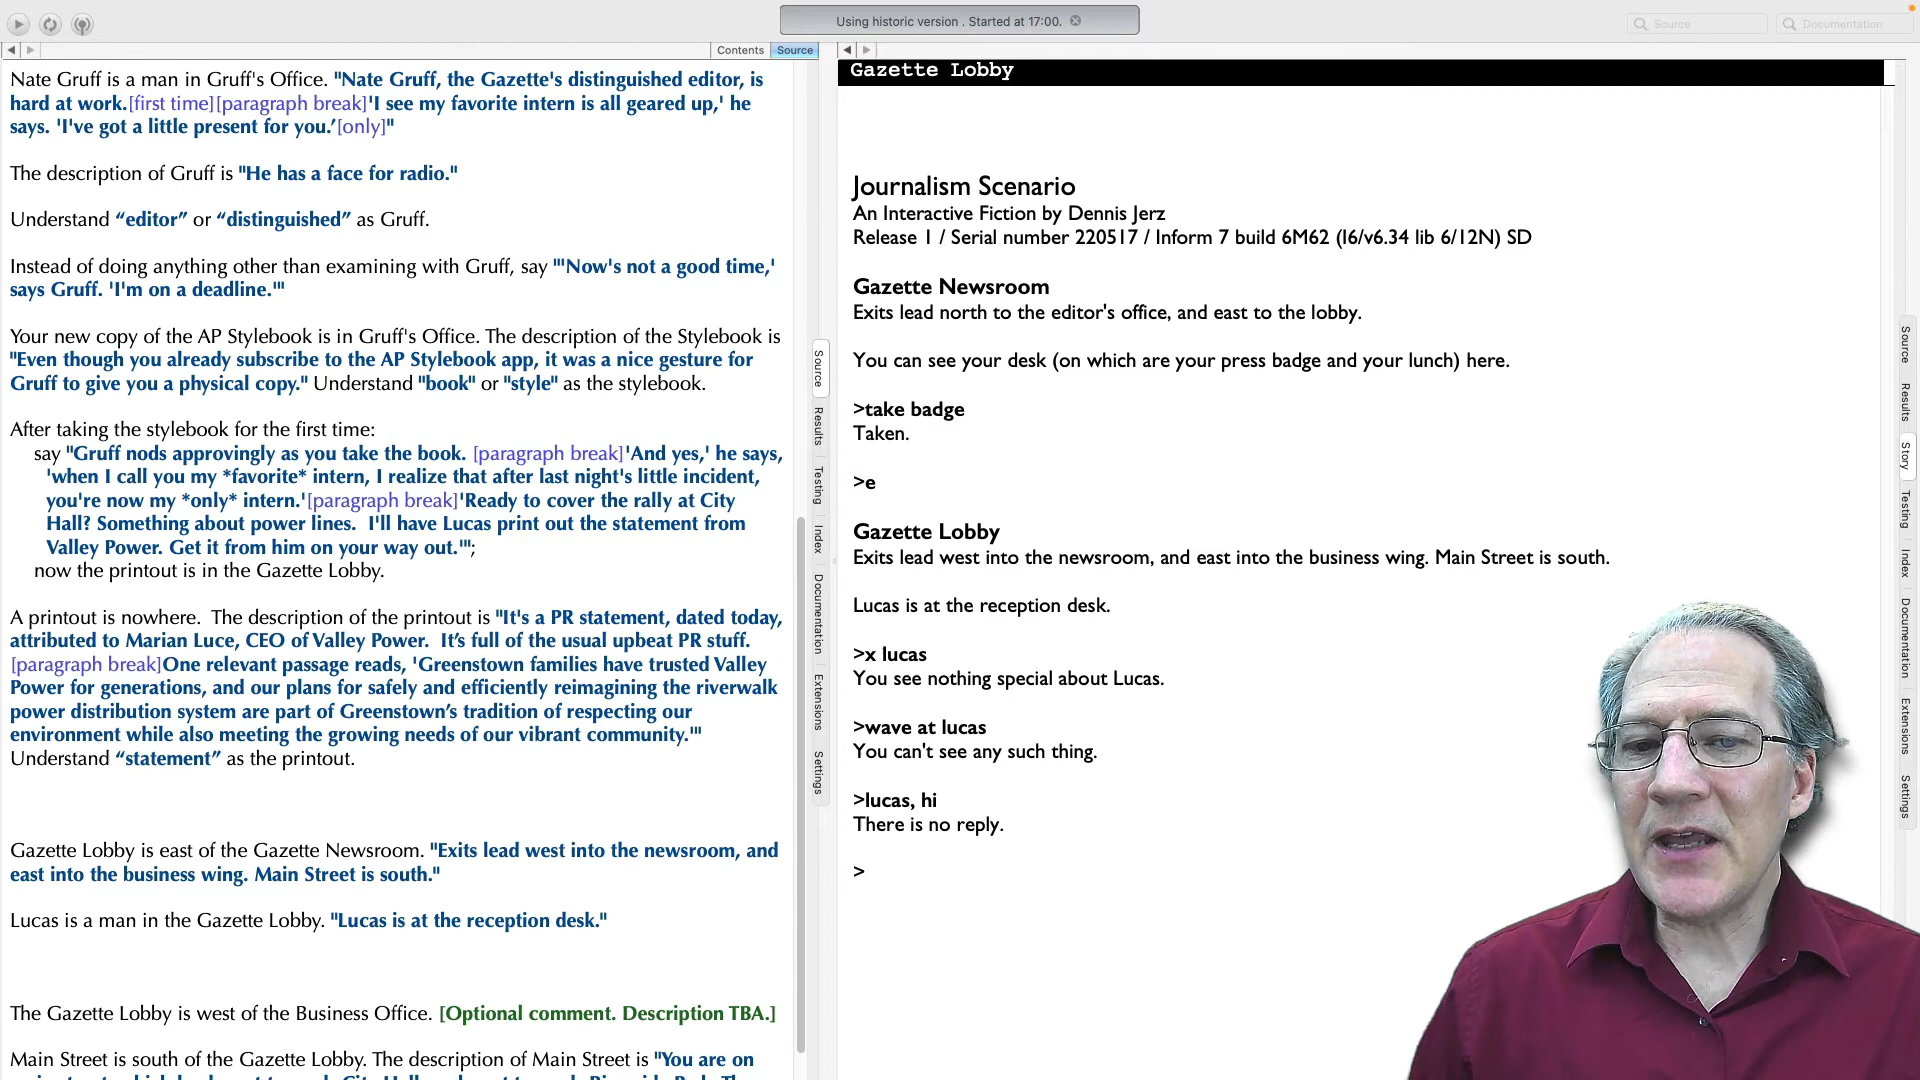 Using historic version . Started at 17:00.
Source
Documentation
Contents
Source
Nate Gruff is a man in Gruff's Office. "Nate Gruff, the Gazette's distinguished editor, is
hard at work.[first time][paragraph break]'I see my favorite intern is all geared up,' he
says. 'I've got a little present for you.’[only]"
The description of Gruff is "He has a face for radio."
Understand “editor” or “distinguished” as Gruff.
Instead of doing anything other than examining with Gruff, say "'Now's not a good time,'
says Gruff. 'I'm on a deadline.'"
Your new copy of the AP Stylebook is in Gruff's Office. The description of the Stylebook is
"Even though you already subscribe to the AP Stylebook app, it was a nice gesture for
Gruff to give you a physical copy." Understand "book" or "style" as the stylebook.
After taking the stylebook for the first time:
say "Gruff nods approvingly as you take the book. [paragraph break]'And yes,' he says,
'when I call you my *favorite* intern, I realize that after last night's little incident,
you're now my *only* intern.'[paragraph break]'Ready to cover the rally at City
Hall? Something about power lines.  I'll have Lucas print out the statement from
Valley Power. Get it from him on your way out.'";
now the printout is in the Gazette Lobby.
A printout is nowhere.  The description of the printout is "It's a PR statement, dated today,
attributed to Marian Luce, CEO of Valley Power.  It’s full of the usual upbeat PR stuff.
[paragraph break]One relevant passage reads, 'Greenstown families have trusted Valley
Power for generations, and our plans for safely and efficiently reimagining the riverwalk
power distribution system are part of Greenstown’s tradition of respecting our
environment while also meeting the growing needs of our vibrant community.'"
Understand “statement” as the printout.
Gazette Lobby is east of the Gazette Newsroom. "Exits lead west into the newsroom, and
east into the business wing. Main Street is south."
Lucas is a man in the Gazette Lobby. "Lucas is at the reception desk."
The Gazette Lobby is west of the Business Office. [Optional comment. Description TBA.]
Main Street is south of the Gazette Lobby. The description of Main Street is "You are on
Source
Results
Testing
Index
Documentation
Extensions
Settings
Gazette Lobby
Journalism Scenario
An Interactive Fiction by Dennis Jerz
Release 1 / Serial number 220517 / Inform 7 build 6M62 (I6/v6.34 lib 6/12N) SD
Gazette Newsroom
Exits lead north to the editor's office, and east to the lobby.
You can see your desk (on which are your press badge and your lunch) here.
>take badge
Taken.
>e
Gazette Lobby
Exits lead west into the newsroom, and east into the business wing. Main Street is south.
Lucas is at the reception desk.
>x lucas
You see nothing special about Lucas.
>wave at lucas
You can't see any such thing.
>lucas, hi
There is no reply.
>
Source
Results
Story
Testing
Index
Documentation
Extensions
Settings